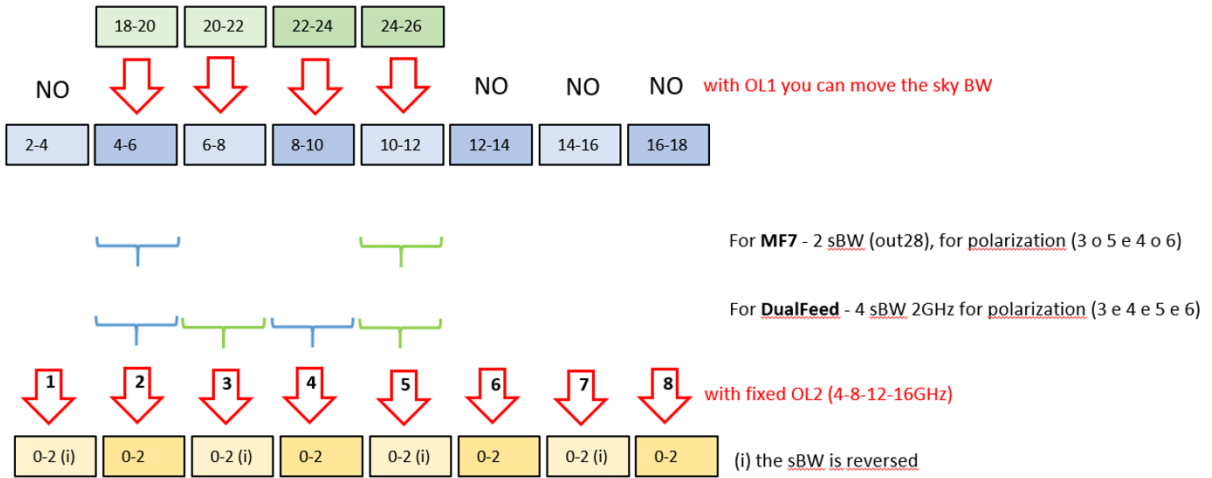 18-20 20-22 22-24 24-26
NO NO NO NO with OL1 you can move the sky BW
2-4 4-6 6-8 8-10 10-12 12-14 14-16 16-18
For MF7 - 2 sBW (out28), for polarization (3 o 5 e 4 o 6)
For DualFeed - 4 sBW 2GHz for polarization (3 e 4 e 5 e 6)
1 2 3 4 5 6 7 8 with fixed OL2 (4-8-12-16GHz)
0-2 (i) 0-2 0-2 (i) 0-2 0-2 (i) 0-2 0-2 (i) 0-2 (i) the sBW is reversed